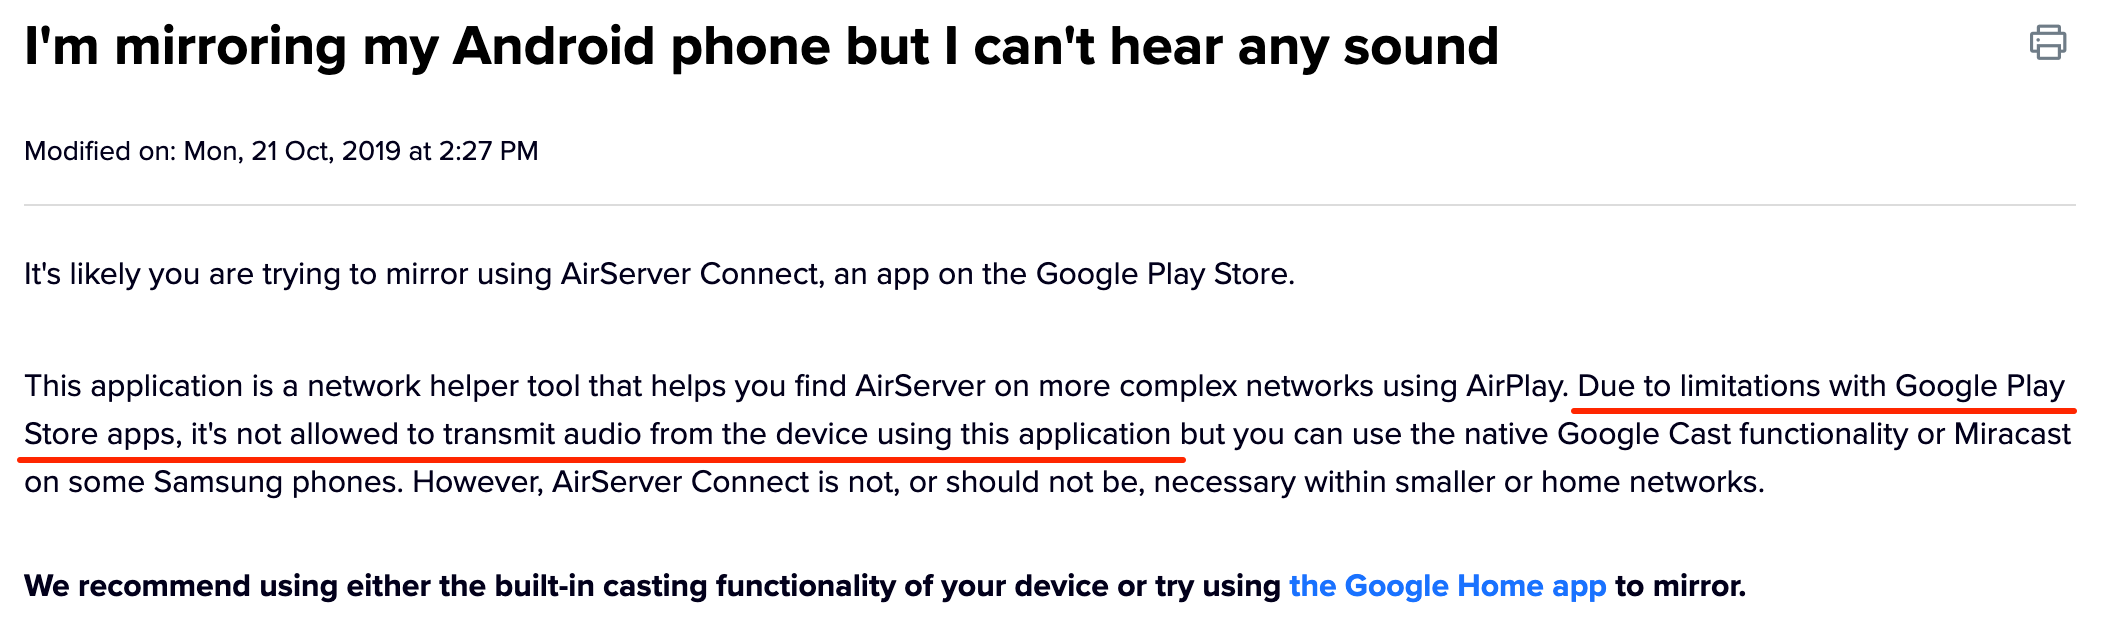 I'm mirroring my Android phone but I can't hear any sound
Modified on: Mon, 21 Oct, 2019 at 2:27 PM
It's likely you are trying to mirror using AirServer Connect, an app on the Google Play Store.
This application is a network helper tool that helps you find AirServer on more complex networks using AirPlay. Due to limitations with Google Play
Store apps, it's not allowed to transmit audio from the device using this application but you can use the native Google Cast functionality or Miracast
on some Samsung phones. However, AirServer Connect is not, or should not be, necessary within smaller or home networks.
We recommend using either the built-in casting functionality of your device or try using the Google Home app to mirror.